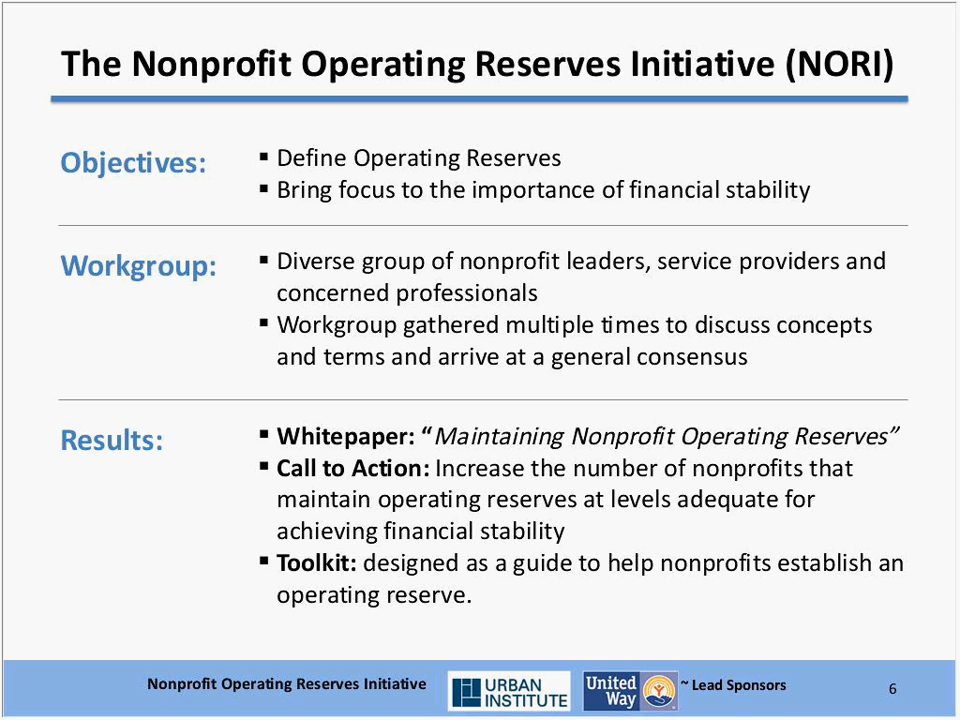 The Nonprofit Operating Reserves Initiative (NORI)
Objectives:
▪ Define Operating Reserves
▪ Bring focus to the importance of financial stability
Workgroup:
▪ Diverse group of nonprofit leaders, service providers and
concerned professionals
▪ Workgroup gathered multiple times to discuss concepts
and terms and arrive at a general consensus
Results:
▪ Whitepaper: “Maintaining Nonprofit Operating Reserves”
▪ Call to Action: Increase the number of nonprofits that
maintain operating reserves at levels adequate for
achieving financial stability
▪ Toolkit: designed as a guide to help nonprofits establish an
operating reserve.
Nonprofit Operating Reserves Initiative
URBAN
INSTITUTE
United
Way
~ Lead Sponsors
6